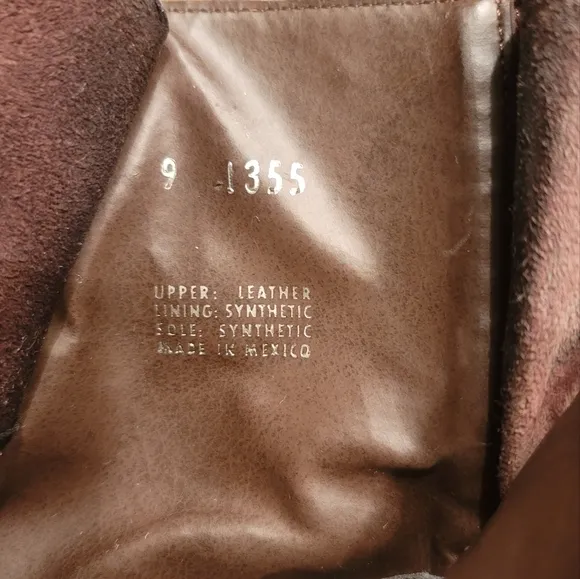 9 1355
UPPER: LEATHER
LINING: SYNTHETIC
SOLE: SYNTHETIC
MADE IN MEXICO